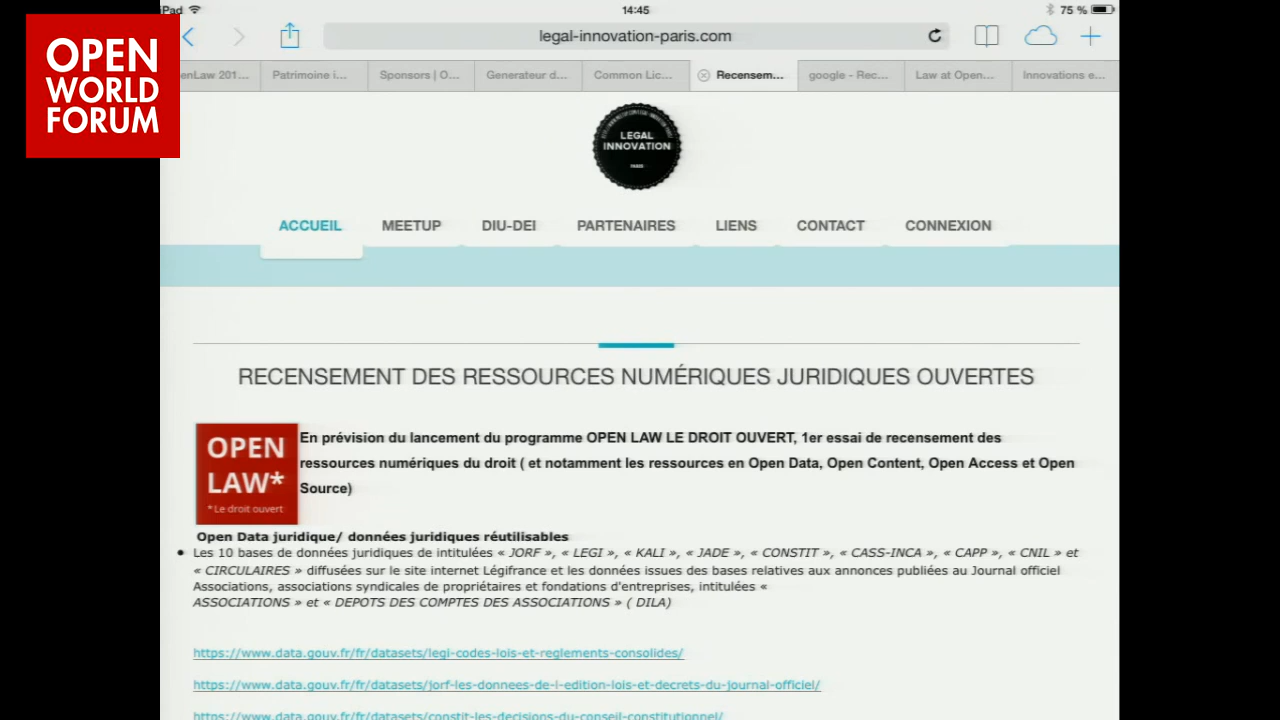 iPad
14:45
75 %
OPEN
WORLD
FORUM
legal-innovation-paris.com
enLaw 201...
Patrimoine i...
Sponsors | O...
Generateur d...
Common Lic...
Recensem...
google - Rec...
Law at Open...
Innovations e...
LEGAL
INNOVATION
PARIS
ACCUEIL
MEETUP
DIU-DEI
PARTENAIRES
LIENS
CONTACT
CONNEXION
RECENSEMENT DES RESSOURCES NUMÉRIQUES JURIDIQUES OUVERTES
OPEN
LAW*
* Le droit ouvert
En prévision du lancement du programme OPEN LAW LE DROIT OUVERT, 1er essai de recensement des
ressources numériques du droit ( et notamment les ressources en Open Data, Open Content, Open Access et Open
Source)
Open Data juridique/ données juridiques réutilisables
• Les 10 bases de données juridiques de intitulées « JORF », « LEGI », « KALI », « JADE », « CONSTIT », « CASS-INCA », « CAPP », « CNIL » et
« CIRCULAIRES » diffusées sur le site internet Légifrance et les données issues des bases relatives aux annonces publiées au Journal officiel
Associations, associations syndicales de propriétaires et fondations d'entreprises, intitulées «
ASSOCIATIONS » et « DEPOTS DES COMPTES DES ASSOCIATIONS » ( DILA)
https://www.data.gouv.fr/fr/datasets/legi-codes-lois-et-reglements-consolides/
https://www.data.gouv.fr/fr/datasets/jorf-les-donnees-de-l-edition-lois-et-decrets-du-journal-officiel/
https://www.data.gouv.fr/fr/datasets/constit-les-decisions-du-conseil-constitutionnel/